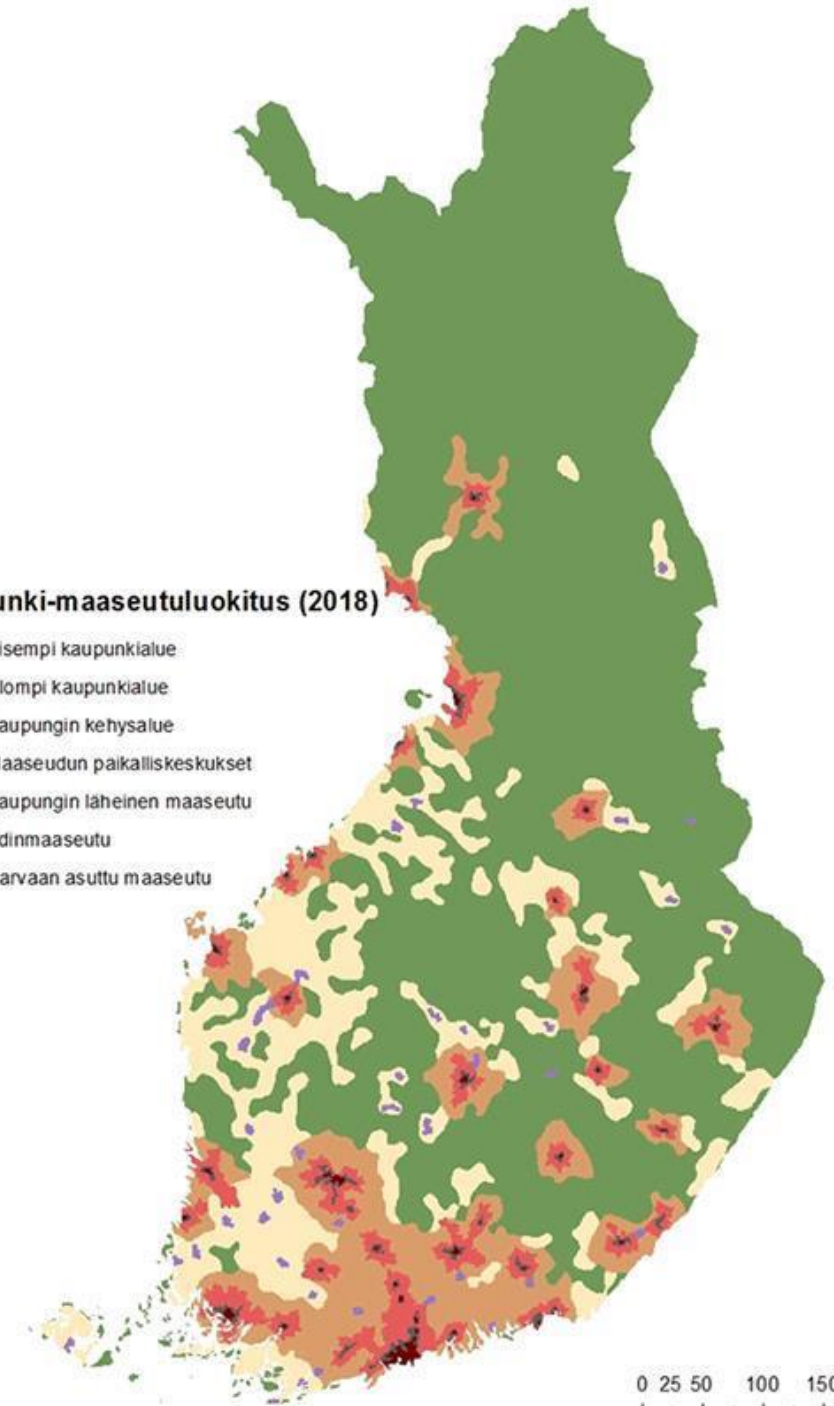 unki-maaseutuluokitus (2018)
isempi kaupunkialue
lompi kaupunkialue
aupungin kehysalue
aaseudun paikalliskeskukset
aupungin läheinen maaseutu
dinmaaseutu
arvaan asuttu maaseutu
0 25 50 100 150